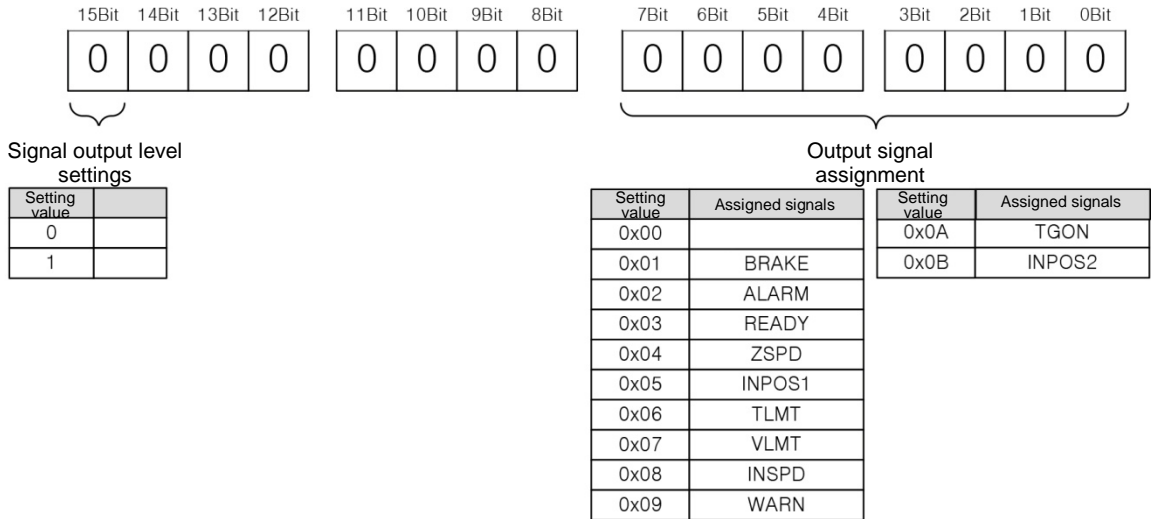 15Bit 14Bit 13Bit 12Bit 11Bit 10Bit 9Bit 8Bit 7Bit 6Bit 5Bit 4Bit 3Bit 2Bit 1Bit 0Bit
0 0 0 0 0 0 0 0 0 0 0 0 0 0 0 0
Signal output level
settings
Setting
value
0
1
Output signal
assignment
Setting
value Assigned signals
0x00
0x01 BRAKE
0x02 ALARM
0x03 READY
0x04 ZSPD
0x05 INPOS1
0x06 TLMT
0x07 VLMT
0x08 INSPD
0x09 WARN
Setting
value Assigned signals
0x0A TGON
0x0B INPOS2